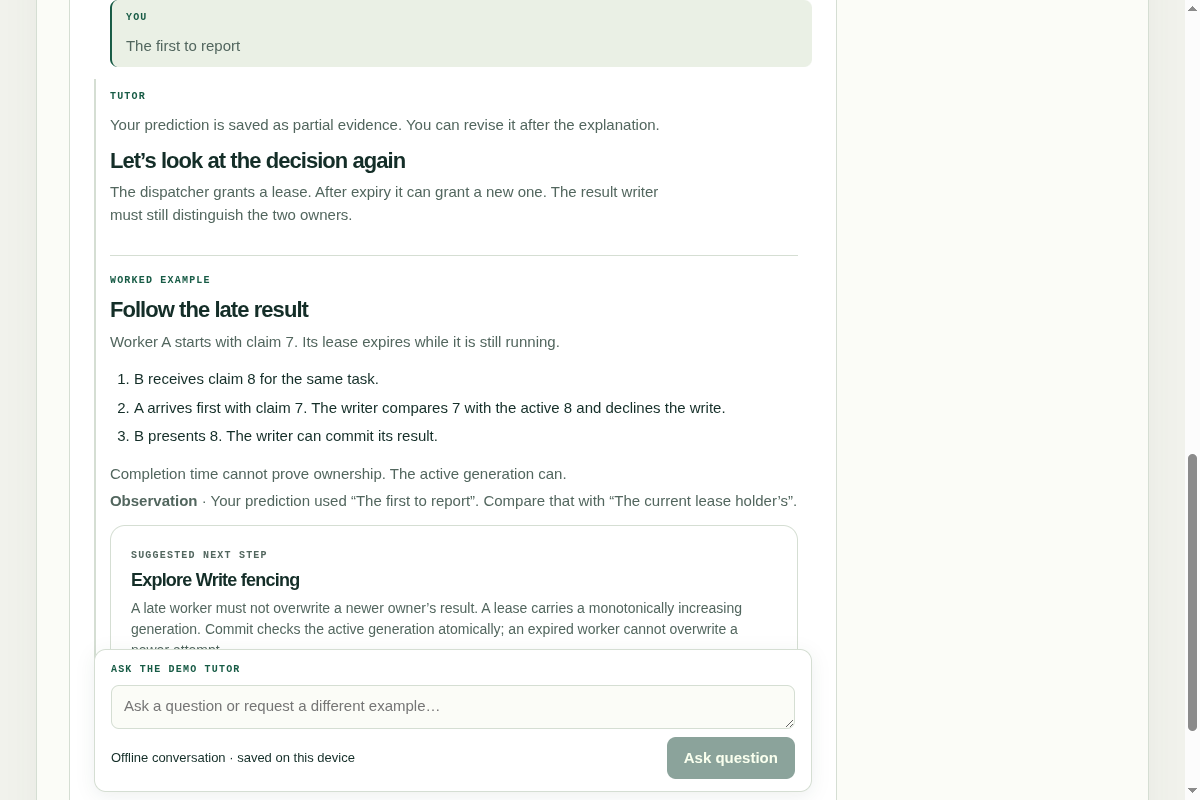 YOU
The first to report
TUTOR
Your prediction is saved as partial evidence. You can revise it after the explanation.
Let’s look at the decision again
The dispatcher grants a lease. After expiry it can grant a new one. The result writer
must still distinguish the two owners.
WORKED EXAMPLE
Follow the late result
Worker A starts with claim 7. Its lease expires while it is still running.
1. B receives claim 8 for the same task.
2. A arrives first with claim 7. The writer compares 7 with the active 8 and declines the write.
3. B presents 8. The writer can commit its result.
Completion time cannot prove ownership. The active generation can.
Observation · Your prediction used “The first to report”. Compare that with “The current lease holder’s”.
SUGGESTED NEXT STEP
Explore Write fencing
A late worker must not overwrite a newer owner’s result. A lease carries a monotonically increasing
generation. Commit checks the active generation atomically; an expired worker cannot overwrite a
ASK THE DEMO TUTOR
Ask a question or request a different example…
Offline conversation · saved on this device
Ask question